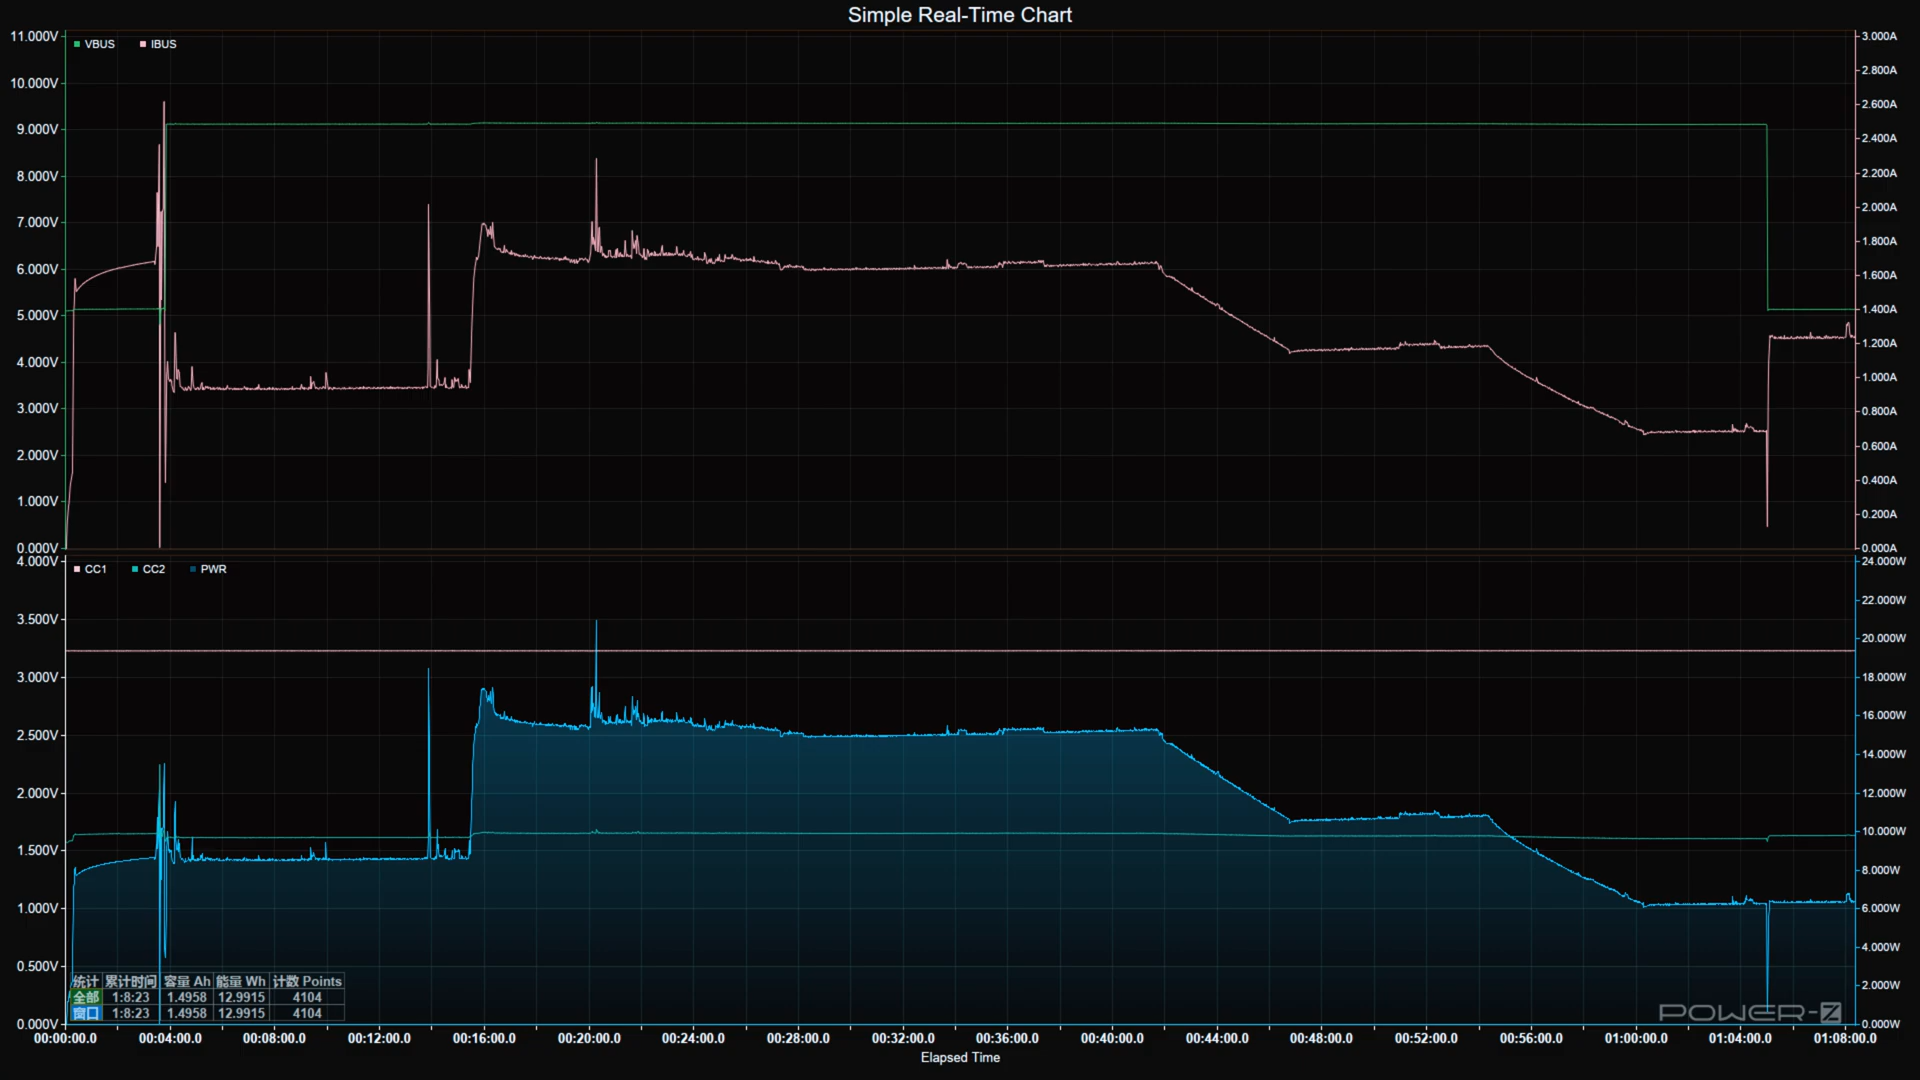 Simple Real-Time Chart
VBUS IBUS
11.000V
10.000V
9.000V
8.000V
7.000V
6.000V
5.000V
4.000V
3.000V
2.000V
1.000V
0.000V
3.000A
2.800A
2.600A
2.400A
2.200A
2.000A
1.800A
1.600A
1.400A
1.200A
1.000A
0.800A
0.600A
0.400A
0.200A
0.000A
CC1 CC2 PWR
4.000V
3.500V
3.000V
2.500V
2.000V
1.500V
1.000V
0.500V
0.000V
24.000W
22.000W
20.000W
18.000W
16.000W
14.000W
12.000W
10.000W
8.000W
6.000W
4.000W
2.000W
0.000W
统计 累计时间 容量 Ah 能量 Wh 计数 Points
全部 1:8:23 1.4958 12.9915 4104
窗口 1:8:23 1.4958 12.9915 4104
POWER-Z
00:00:00.0 00:04:00.0 00:08:00.0 00:12:00.0 00:16:00.0 00:20:00.0 00:24:00.0 00:28:00.0 00:32:00.0 00:36:00.0 00:40:00.0 00:44:00.0 00:48:00.0 00:52:00.0 00:56:00.0 01:00:00.0 01:04:00.0 01:08:00.0
Elapsed Time